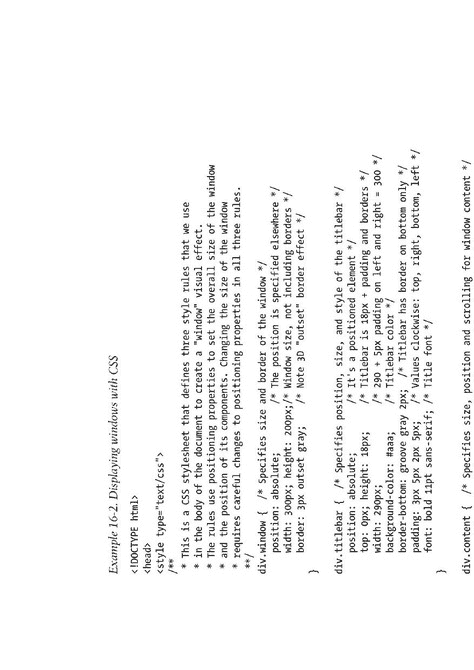 Example 16-2. Displaying windows with CSS
<!DOCTYPE html>
<head>
<style type="text/css">
/**
 * This is a CSS stylesheet that defines three style rules that we use
 * in the body of the document to create a "window" visual effect.
 * The rules use positioning properties to set the overall size of the window
 * and the position of its components. Changing the size of the window
 * requires careful changes to positioning properties in all three rules.
**/
div.window {  /* Specifies size and border of the window */
  position: absolute;          /* The position is specified elsewhere */
  width: 300px; height: 200px;/* Window size, not including borders */
  border: 3px outset gray;     /* Note 3D "outset" border effect */
}
div.titlebar {  /* Specifies position, size, and style of the titlebar */
  position: absolute;          /* It's a positioned element */
  top: 0px; height: 18px;      /* Titlebar is 18px + padding and borders */
  width: 290px;                /* 290 + 5px padding on left and right = 300 */
  background-color: #aaa;      /* Titlebar color */
  border-bottom: groove gray 2px;  /* Titlebar has border on bottom only */
  padding: 3px 5px 2px 5px;    /* Values clockwise: top, right, bottom, left */
  font: bold 11pt sans-serif;  /* Title font */
}
div.content {  /* Specifies size, position and scrolling for window content */